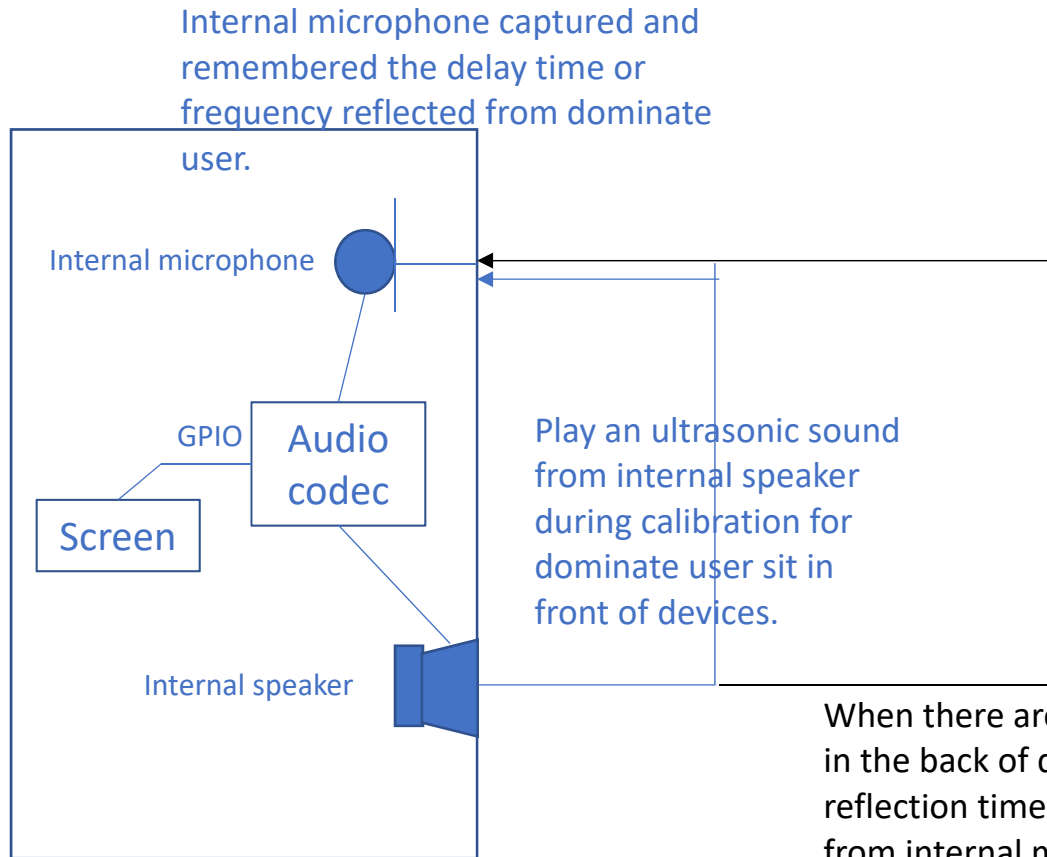 Internal microphone captured and
remembered the delay time or
frequency reflected from dominate
user.
Internal microphone
GPIO
Audio
codec
Screen
Play an ultrasonic sound
from internal speaker
during calibration for
dominate user sit in
front of devices.
Internal speaker
When there
in the back of
reflection time
from internal